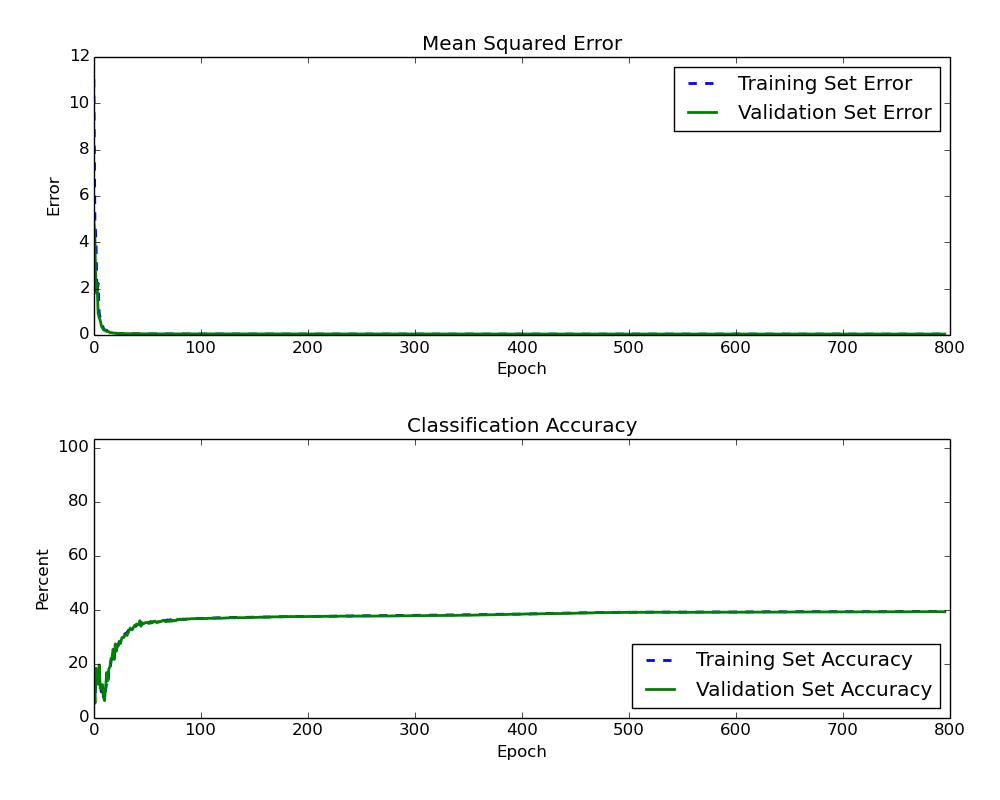 Mean Squared Error
12
10
8
6
4
2
0
Error
Training Set Error
Validation Set Error
0 100 200 300 400 500 600 700 800
Epoch
Classification Accuracy
100
80
60
40
20
0
Percent
Training Set Accuracy
Validation Set Accuracy
0 100 200 300 400 500 600 700 800
Epoch